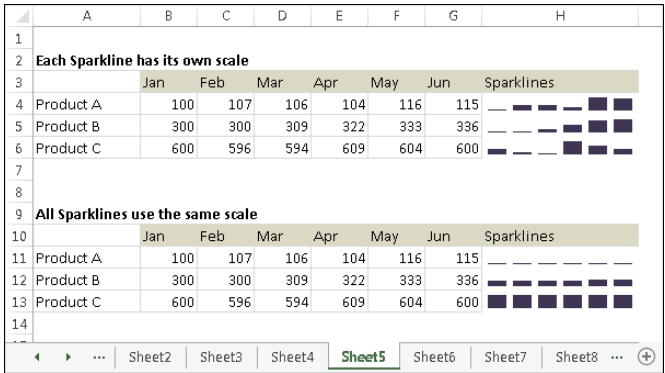 A B C D E F G H
1
2 Each Sparkline has its own scale
3 Jan Feb Mar Apr May Jun Sparklines
4 Product A 100 107 106 104 116 115
5 Product B 300 300 309 322 333 336
6 Product C 600 596 594 609 604 600
7
8
9 All Sparklines use the same scale
10 Jan Feb Mar Apr May Jun Sparklines
11 Product A 100 107 106 104 116 115
12 Product B 300 300 309 322 333 336
13 Product C 600 596 594 609 604 600
14
... Sheet2 Sheet3 Sheet4 Sheet5 Sheet6 Sheet7 Sheet8 ...